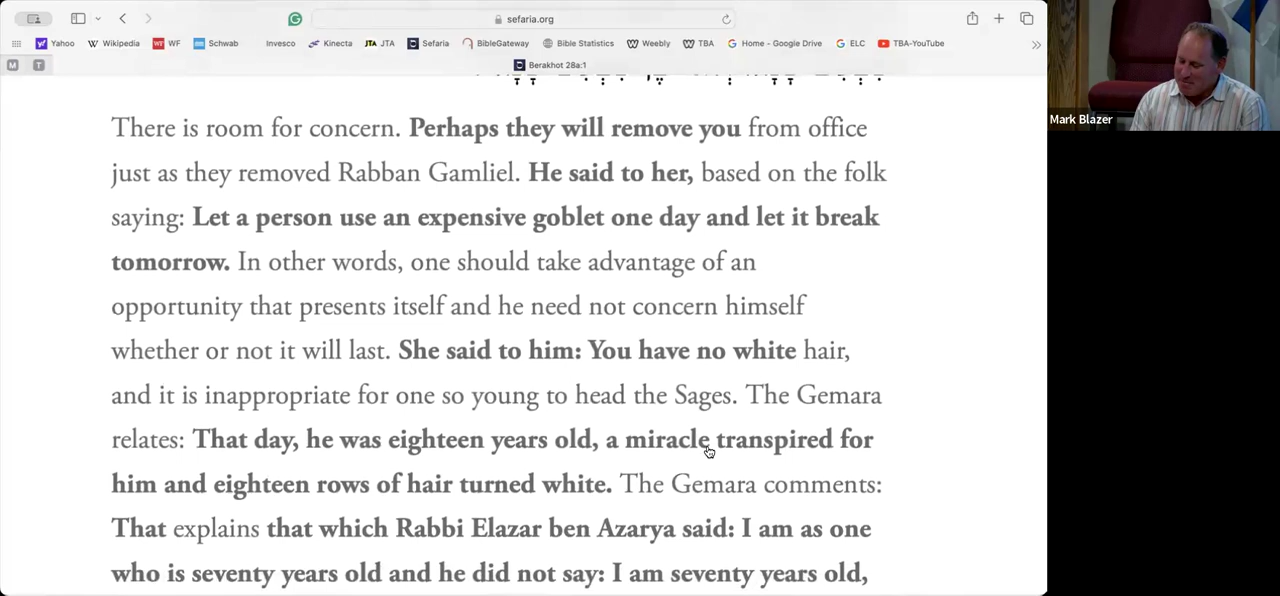 sefaria.org
Yahoo Wikipedia WF Schwab Invesco Kinecta JTA Sefaria BibleGateway Bible Statistics Weebly TBA Home - Google Drive ELC TBA-YouTube
M T Berakhot 28a:1
There is room for concern. Perhaps they will remove you from office
just as they removed Rabban Gamliel. He said to her, based on the folk
saying: Let a person use an expensive goblet one day and let it break
tomorrow. In other words, one should take advantage of an
opportunity that presents itself and he need not concern himself
whether or not it will last. She said to him: You have no white hair,
and it is inappropriate for one so young to head the Sages. The Gemara
relates: That day, he was eighteen years old, a miracle transpired for
him and eighteen rows of hair turned white. The Gemara comments:
That explains that which Rabbi Elazar ben Azarya said: I am as one
who is seventy years old and he did not say: I am seventy years old,
Mark Blazer